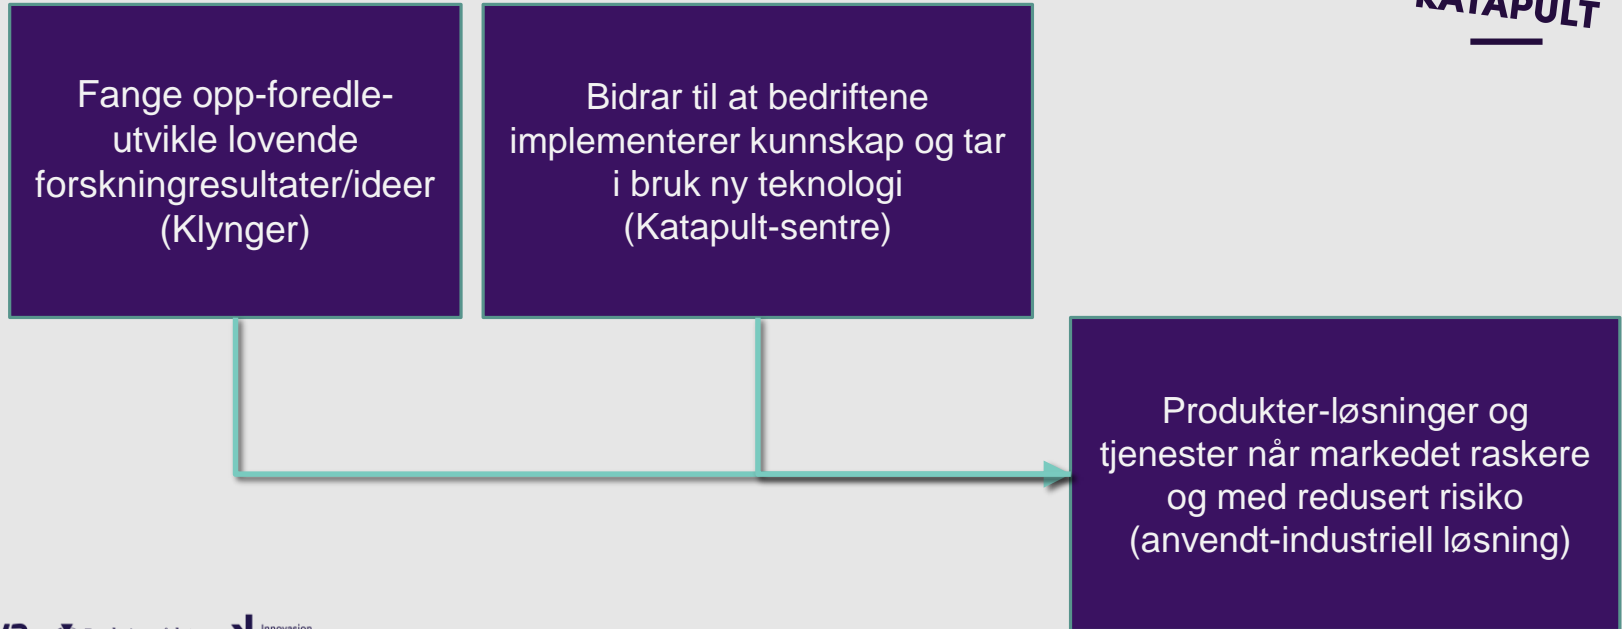 KATAPULT
Fange opp-foredle-
utvikle lovende
forskningresultater/ideer
(Klynger)
Bidrar til at bedriftene
implementerer kunnskap og tar
i bruk ny teknologi
(Katapult-sentre)
Produkter-løsninger og
tjenester når markedet raskere
og med redusert risiko
(anvendt-industriell løsning)